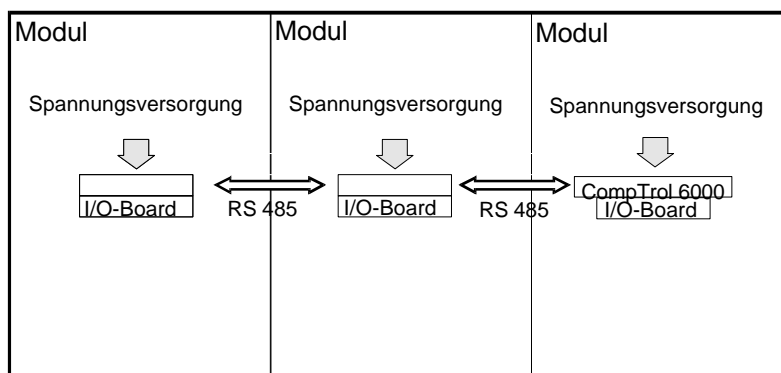 Modul
Modul
Modul
Spannungsversorgung
Spannungsversorgung
Spannungsversorgung
CompTrol 6000
I/O-Board
RS 485
I/O-Board
RS 485
I/O-Board